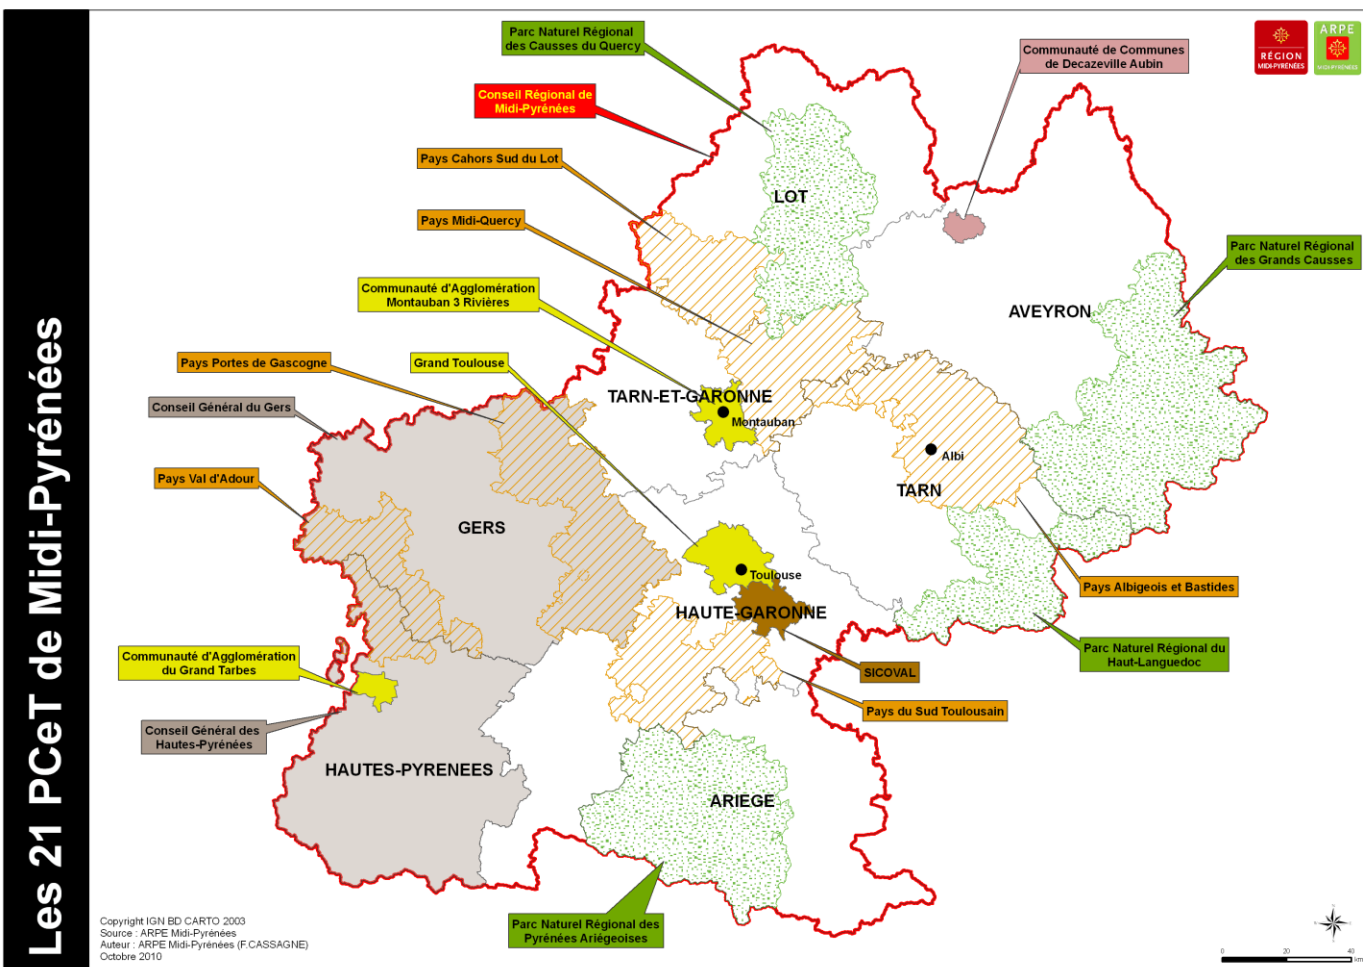 Les 21 PCeT de Midi-Pyrénées
Parc Naturel Régional
des Causses du Quercy
Communauté de Communes
de Decazeville Aubin
RÉGION
MIDI-PYRÉNÉES
ARPE
MIDI-PYRÉNÉES
Conseil Régional de
Midi-Pyrénées
Pays Cahors Sud du Lot
LOT
Pays Midi-Quercy
Parc Naturel Régional
des Grands Causses
Communauté d'Agglomération
Montauban 3 Rivières
AVEYRON
Pays Portes de Gascogne
Grand Toulouse
TARN-ET-GARONNE
Conseil Général du Gers
Montauban
Albi
Pays Val d'Adour
TARN
GERS
Toulouse
Pays Albigeois et Bastides
HAUTE-GARONNE
Parc Naturel Régional du
Haut-Languedoc
Communauté d'Agglomération
du Grand Tarbes
SICOVAL
Pays du Sud Toulousain
Conseil Général des
Hautes-Pyrénées
HAUTES-PYRENEES
ARIEGE
Parc Naturel Régional des
Pyrénées Ariégeoises
Copyright IGN BD CARTO 2003
Source : ARPE Midi-Pyrénées
Auteur : ARPE Midi-Pyrénées (F.CASSAGNE)
Octobre 2010
0 20 40
km